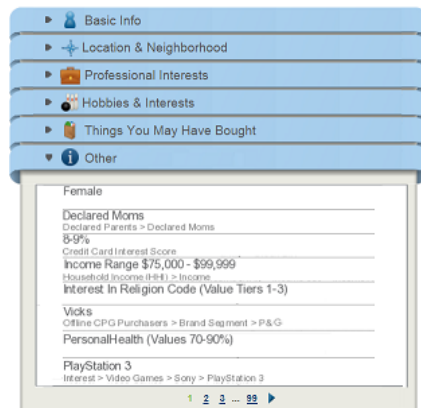 Basic Info
Location & Neighborhood
Professional Interests
Hobbies & Interests
Things You May Have Bought
Other
Female
Declared Moms
Declared Parents > Declared Moms
8-9%
Credit Card Interest Score
Income Range $75,000 - $99,999
Household Income (HHI) > Income
Interest In Religion Code (Value Tiers 1-3)
Vicks
Offline CPG Purchasers > Brand Segment > P&G
PersonalHealth (Values 70-90%)
PlayStation 3
Interest > Video Games > Sony > PlayStation 3
1 2 3 ... 99